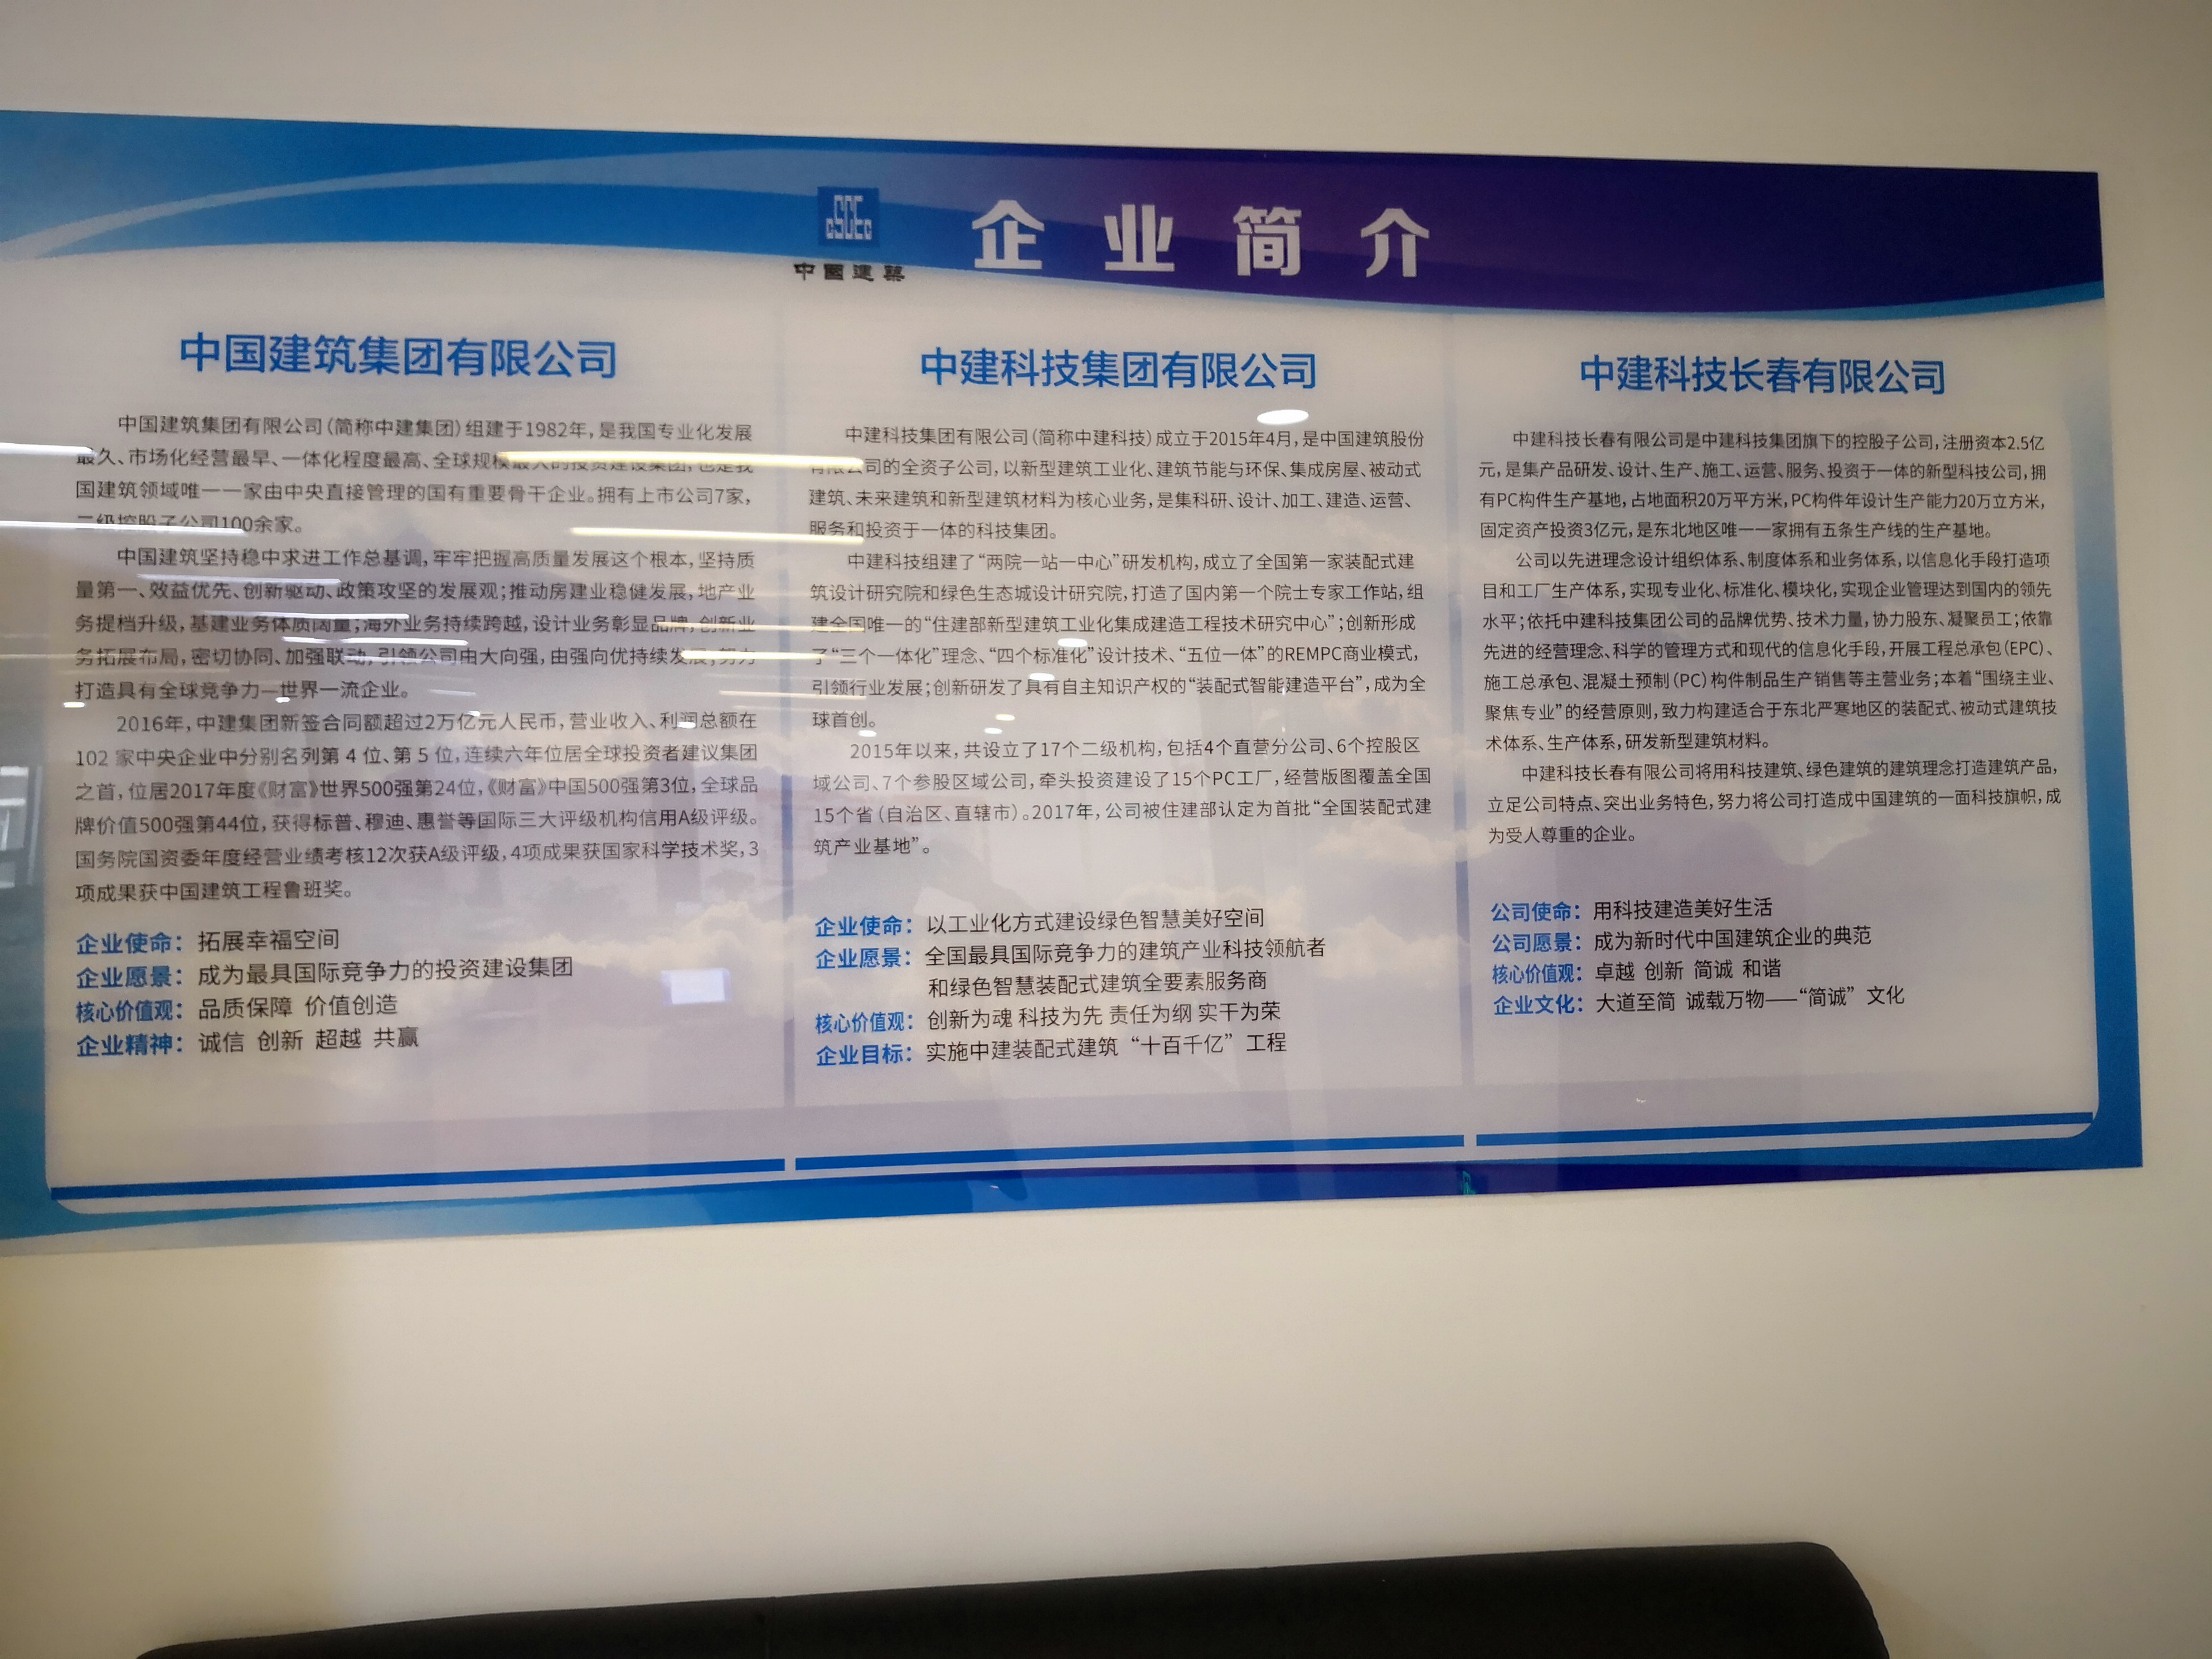 CSCEC
中國建築
企业简介
中国建筑集团有限公司
中国建筑集团有限公司(简称中建集团)组建于1982年,是我国专业化发展
最久、市场化经营最早、一体化程度最高、全球规模最大的投资建设集团,也是我
国建筑领域唯一一家由中央直接管理的国有重要骨干企业。拥有上市公司7家,
二级控股子公司100余家。
中国建筑坚持稳中求进工作总基调,牢牢把握高质量发展这个根本,坚持质
量第一、效益优先、创新驱动、政策攻坚的发展观;推动房建业稳健发展,地产业
务提档升级,基建业务体质阔量;海外业务持续跨越,设计业务彰显品牌,创新业
务拓展布局,密切协同、加强联动,引领公司由大向强,由强向优持续发展,努力
打造具有全球竞争力—世界一流企业。
2016年,中建集团新签合同额超过2万亿元人民币,营业收入、利润总额在
102 家中央企业中分别名列第 4 位、第 5 位,连续六年位居全球投资者建议集团
之首,位居2017年度《财富》世界500强第24位,《财富》中国500强第3位,全球品
牌价值500强第44位,获得标普、穆迪、惠誉等国际三大评级机构信用A级评级。
国务院国资委年度经营业绩考核12次获A级评级,4项成果获国家科学技术奖,3
项成果获中国建筑工程鲁班奖。
企业使命:拓展幸福空间
企业愿景:成为最具国际竞争力的投资建设集团
核心价值观:品质保障 价值创造
企业精神:诚信 创新 超越 共赢
中建科技集团有限公司
中建科技集团有限公司(简称中建科技)成立于2015年4月,是中国建筑股份
有限公司的全资子公司,以新型建筑工业化、建筑节能与环保、集成房屋、被动式
建筑、未来建筑和新型建筑材料为核心业务,是集科研、设计、加工、建造、运营、
服务和投资于一体的科技集团。
中建科技组建了“两院一站一中心”研发机构,成立了全国第一家装配式建
筑设计研究院和绿色生态城设计研究院,打造了国内第一个院士专家工作站,组
建全国唯一的“住建部新型建筑工业化集成建造工程技术研究中心”;创新形成
了“三个一体化”理念、“四个标准化”设计技术、“五位一体”的REMPC商业模式,
引领行业发展;创新研发了具有自主知识产权的“装配式智能建造平台”,成为全
球首创。
2015年以来,共设立了17个二级机构,包括4个直营分公司、6个控股区
域公司、7个参股区域公司,牵头投资建设了15个PC工厂,经营版图覆盖全国
15个省(自治区、直辖市)。2017年,公司被住建部认定为首批“全国装配式建
筑产业基地”。
企业使命:以工业化方式建设绿色智慧美好空间
企业愿景:全国最具国际竞争力的建筑产业科技领航者
和绿色智慧装配式建筑全要素服务商
核心价值观:创新为魂 科技为先 责任为纲 实干为荣
企业目标:实施中建装配式建筑“十百千亿”工程
中建科技长春有限公司
中建科技长春有限公司是中建科技集团旗下的控股子公司,注册资本2.5亿
元,是集产品研发、设计、生产、施工、运营、服务、投资于一体的新型科技公司,拥
有PC构件生产基地,占地面积20万平方米,PC构件年设计生产能力20万立方米,
固定资产投资3亿元,是东北地区唯一一家拥有五条生产线的生产基地。
公司以先进理念设计组织体系、制度体系和业务体系,以信息化手段打造项
目和工厂生产体系,实现专业化、标准化、模块化,实现企业管理达到国内的领先
水平;依托中建科技集团公司的品牌优势、技术力量,协力股东、凝聚员工;依靠
先进的经营理念、科学的管理方式和现代的信息化手段,开展工程总承包(EPC)、
施工总承包、混凝土预制(PC)构件制品生产销售等主营业务;本着“围绕主业、
聚焦专业”的经营原则,致力构建适合于东北严寒地区的装配式、被动式建筑技
术体系、生产体系,研发新型建筑材料。
中建科技长春有限公司将用科技建筑、绿色建筑的建筑理念打造建筑产品,
立足公司特点、突出业务特色,努力将公司打造成中国建筑的一面科技旗帜,成
为受人尊重的企业。
公司使命:用科技建造美好生活
公司愿景:成为新时代中国建筑企业的典范
核心价值观:卓越 创新 简诚 和谐
企业文化:大道至简 诚载万物——“简诚”文化